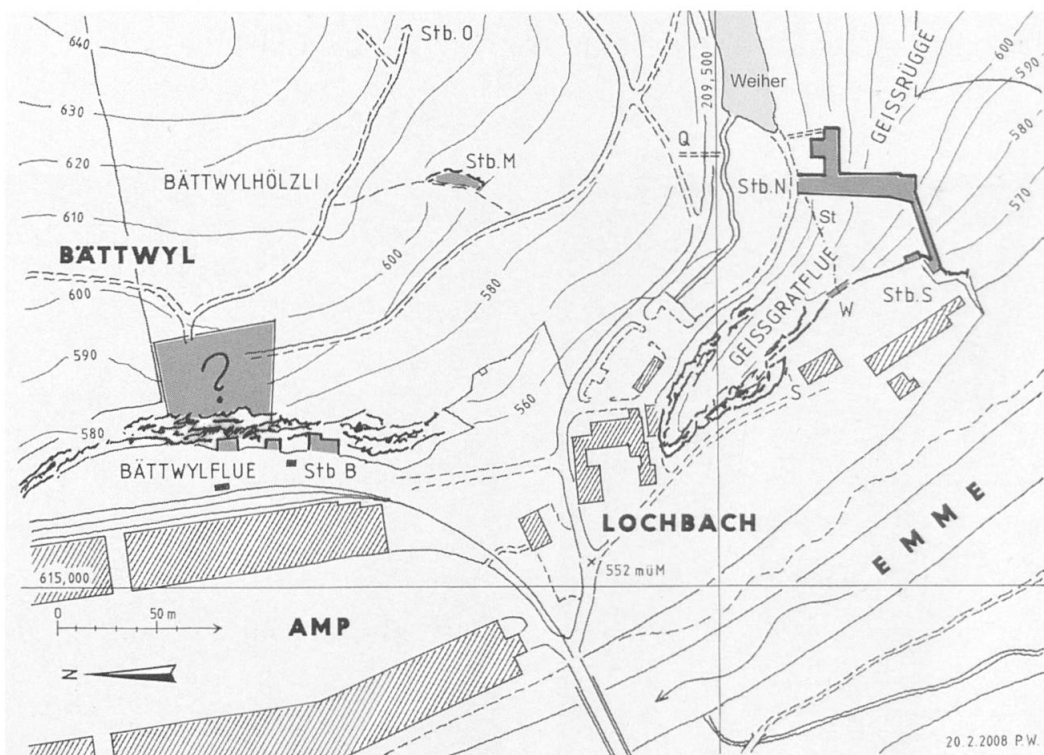 640
Stb. O
630
620
BÄTTWYLHÖLZLI
610
BÄTTWYL
600
590
580
?
BÄTTWYLFLUE
Stb B
Stb. M
600
580
560
209,500
Weiher
Q
Stb. N
St
GEISSRÜGGE
600
590
580
570
GEISSGRATFLUE
W
Stb. S
S
LOCHBACH
EMME
552 müM
615,000
0 50 m
AMP
N
20.2.2008 P.W.